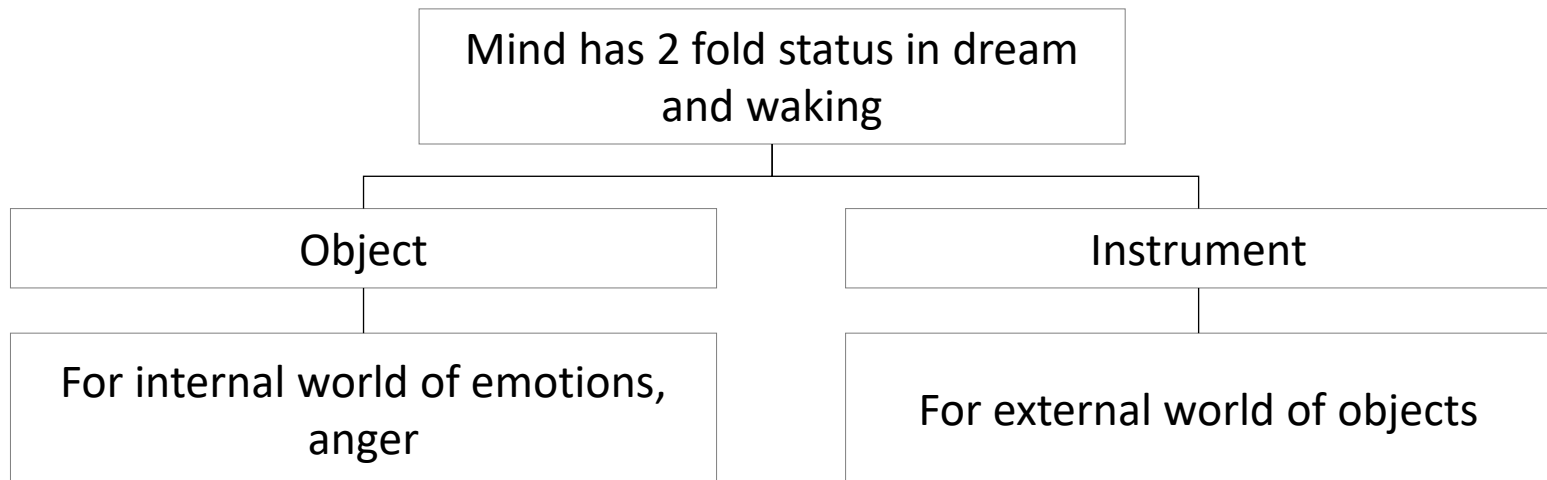 Mind has 2 fold status in dream
and waking
Object
Instrument
For internal world of emotions,
anger
For external world of objects